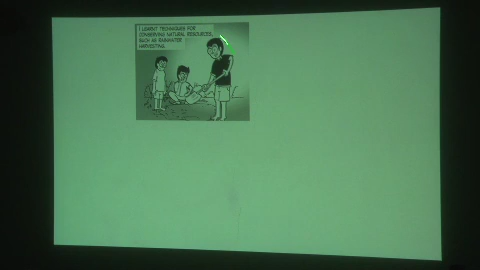 I LEARNT TECHNIQUES FOR
CONSERVING NATURAL RESOURCES,
SUCH AS RAINWATER
HARVESTING.